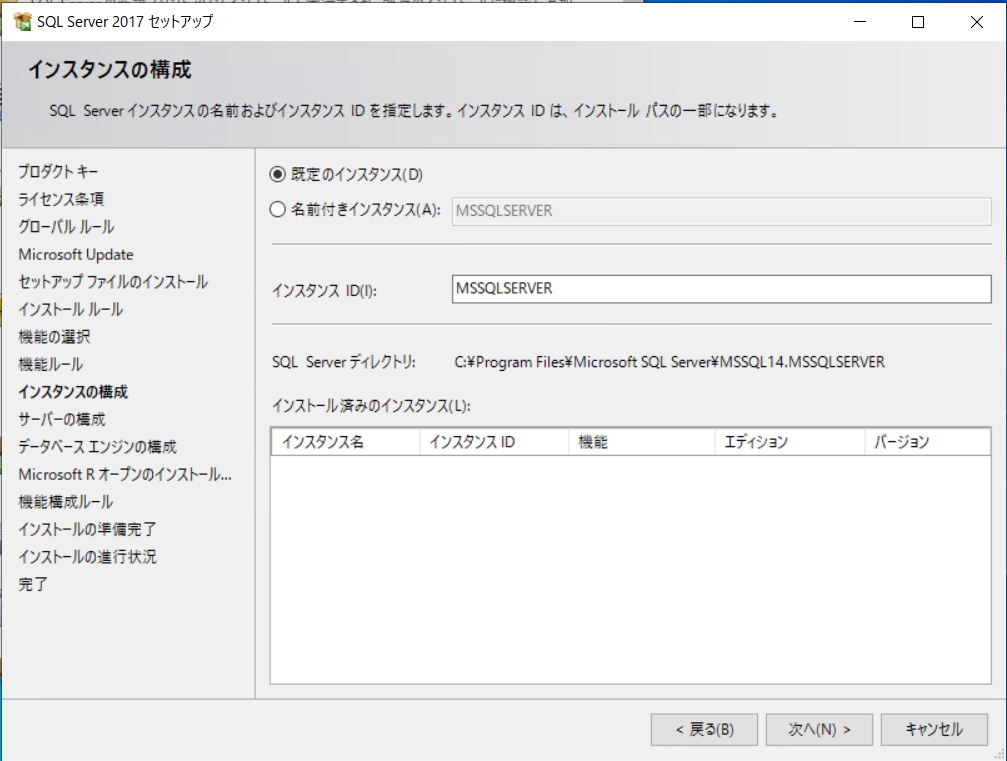 SQL Server 2017 セットアップ
インスタンスの構成
SQL Server インスタンスの名前およびインスタンス ID を指定します。インスタンス ID は、インストール パスの一部になります。
プロダクト キー
ライセンス条項
グローバル ルール
Microsoft Update
セットアップ ファイルのインストール
インストール ルール
機能の選択
機能ルール
インスタンスの構成
サーバーの構成
データベース エンジンの構成
Microsoft R オープンのインストール...
機能構成ルール
インストールの準備完了
インストールの進行状況
完了
既定のインスタンス(D)
名前付きインスタンス(A): MSSQLSERVER
インスタンス ID(I): MSSQLSERVER
SQL Server ディレクトリ: C:¥Program Files¥Microsoft SQL Server¥MSSQL14.MSSQLSERVER
インストール済みのインスタンス(L):
インスタンス名 インスタンス ID 機能 エディション バージョン
< 戻る(B) 次へ(N) > キャンセル